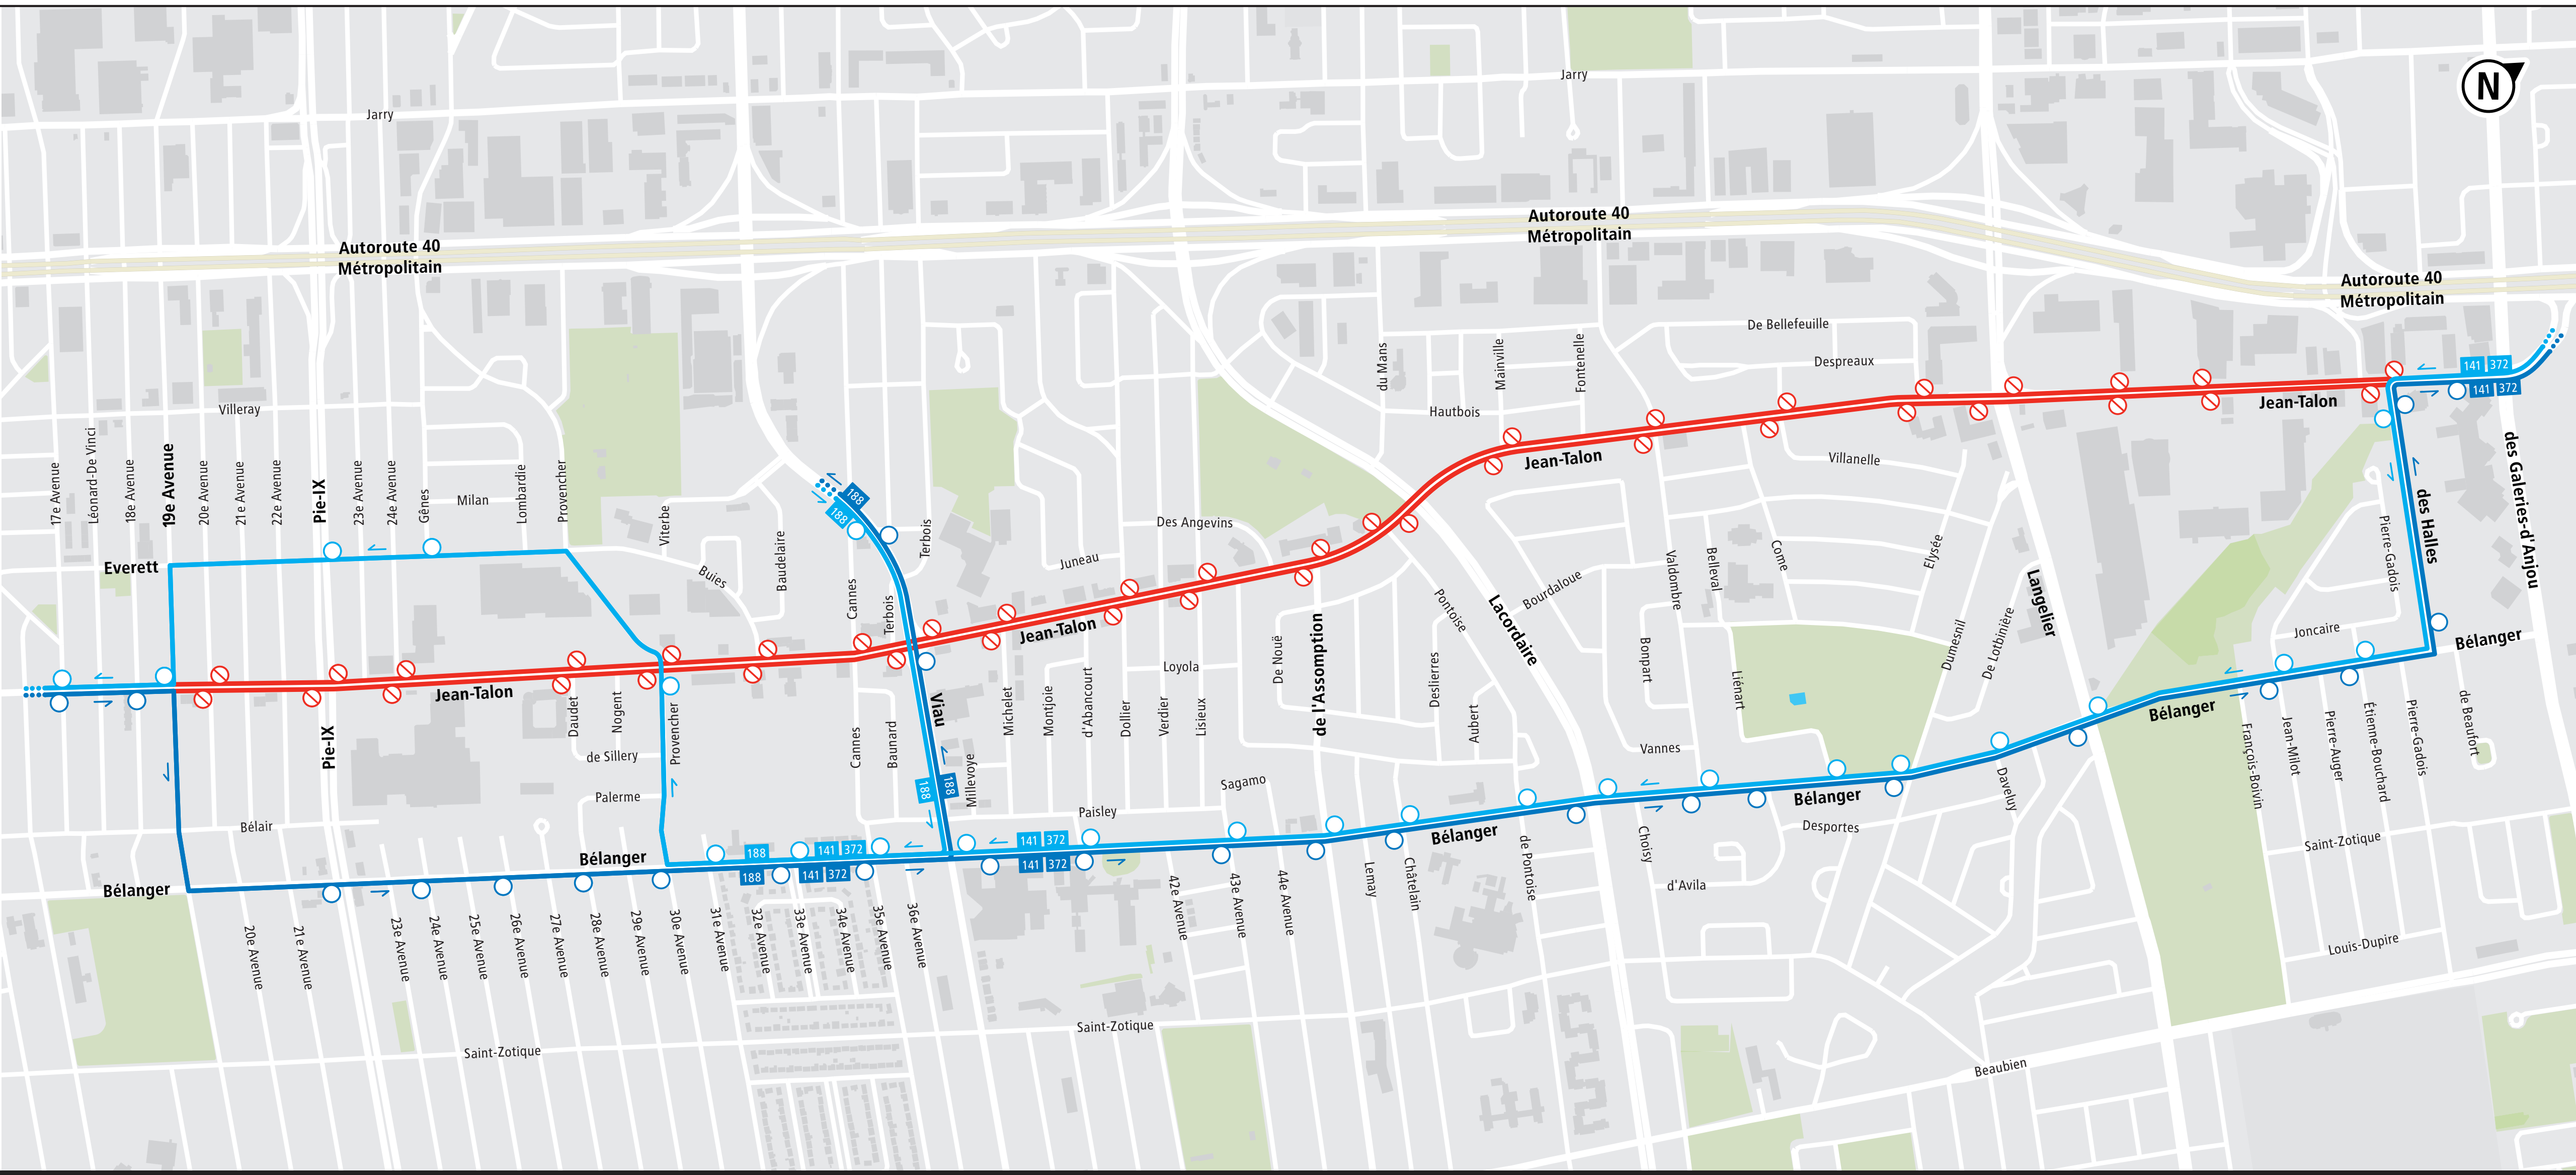 Jarry
Jarry
N
Autoroute 40
Métropolitain
Autoroute 40
Métropolitain
Autoroute 40
Métropolitain
De Bellefeuille
Despreaux
du Mans
Mainville
Fontenelle
Hautbois
141 372
141 372
Jean-Talon
Villeray
17e Avenue
Léonard-De Vinci
18e Avenue
19e Avenue
20e Avenue
21e Avenue
22e Avenue
Pie-IX
23e Avenue
24e Avenue
Gênes
Milan
Lombardie
Provencher
Viterbe
Buies
Baudelaire
188
188
Terbois
Cannes
Terbois
Des Angevins
Juneau
Jean-Talon
Villanelle
des Galeries-d'Anjou
des Halles
Pierre-Gadois
Everett
Jean-Talon
Pontoise
Lacordaire
Bourdaloue
Valdombre
Belleval
Come
Elysée
Langelier
Dumesnil
De Lotbinière
Joncaire
Bélanger
Jean-Talon
Pie-IX
Daudet
Nogent
Provencher
de Sillery
Palerme
Cannes
Baunard
Viau
Michelet
Montjoie
d'Abancourt
Dollier
Verdier
Lisieux
Loyola
De Nouë
de l'Assomption
Deslierres
Aubert
Bonpart
Liénart
Vannes
Bélanger
François-Boivin
Jean-Milot
Pierre-Auger
Étienne-Bouchard
Pierre-Gadois
de Beaufort
Millevoye
188
188
Sagamo
Paisley
Daveluy
Bélair
Bélanger
188
141 372
141 372
188
141 372
141 372
Bélanger
Bélanger
Desportes
Choisy
de Pontoise
Lemay
Châtelain
Saint-Zotique
Bélanger
d'Avila
20e Avenue
21e Avenue
23e Avenue
24e Avenue
25e Avenue
26e Avenue
27e Avenue
28e Avenue
29e Avenue
30e Avenue
31e Avenue
32e Avenue
33e Avenue
34e Avenue
35e Avenue
36e Avenue
42e Avenue
43e Avenue
44e Avenue
Louis-Dupire
Saint-Zotique
Saint-Zotique
Beaubien